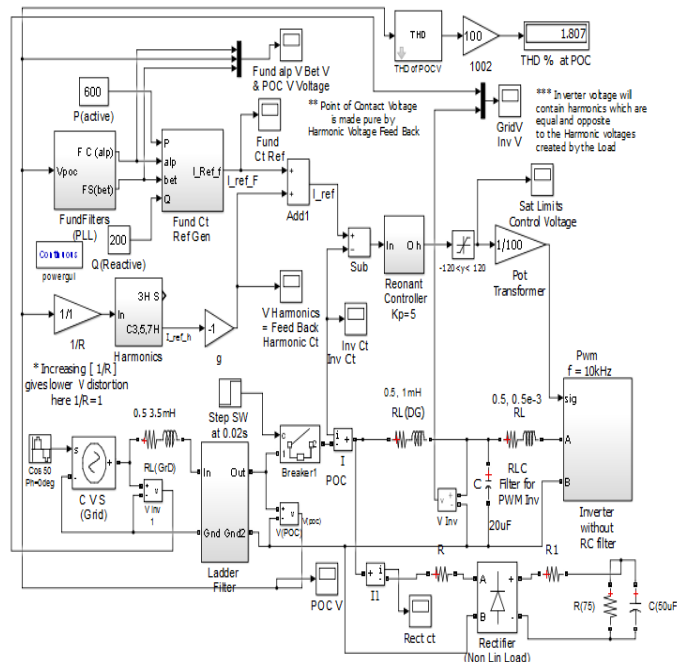 THD
THD of POC V
100
1002
1.807
THD % at POC
Fund alp V Bet V
& POC V Voltage
600
P(active)
** Point of Contact Voltage
is made pure by
Harmonic Voltage Feed Back
GridV
Inv V
*** Inverter voltage will
contain harmonics which are
equal and opposite
to the Harmonic voltages
created by the Load
Vpoc
F C (alp)
FS(bet)
FundFilters
(PLL)
P
alp
bet
Q
I_Ref_f
Fund Ct
Ref Gen
Fund
Ct Ref
I_ref_F
Add1
I_ref
Sub
In
O h
Reonant
Controller
Kp=5
-120<y< 120
Sat Limits
Control Voltage
1/100
Pot
Transformer
200
Q(Reactive)
Continuous
powergui
1/1
1/R
In
3H S
C3,5,7H
Harmonics
I_ref_h
-1
g
V Harmonics
= Feed Back
Harmonic Ct
Inv Ct
Inv Ct
* Increasing [ 1/R]
gives lower V distortion
here 1/R=1
Step SW
at 0.02s
0.5, 1mH
RL(DG)
0.5, 0.5e-3
RL
Pwm
f = 10kHz
sig
A
B
Inverter
without
RC filter
Cos 50
Ph=0deg
s
C V S
(Grid)
0.5 3.5mH
RL(GrD)
V Inv
1
In
Out
Gnd
Gnd2
Ladder
Filter
c
1
2
Breaker1
i
I
POC
V(POC)
V(poc)
V Inv
C
20uF
RLC
Filter for
PWM Inv
POC V
i
I1
Rect ct
R
A
B
Rectifier
(Non Lin Load)
R1
R(75)
C(50uF)